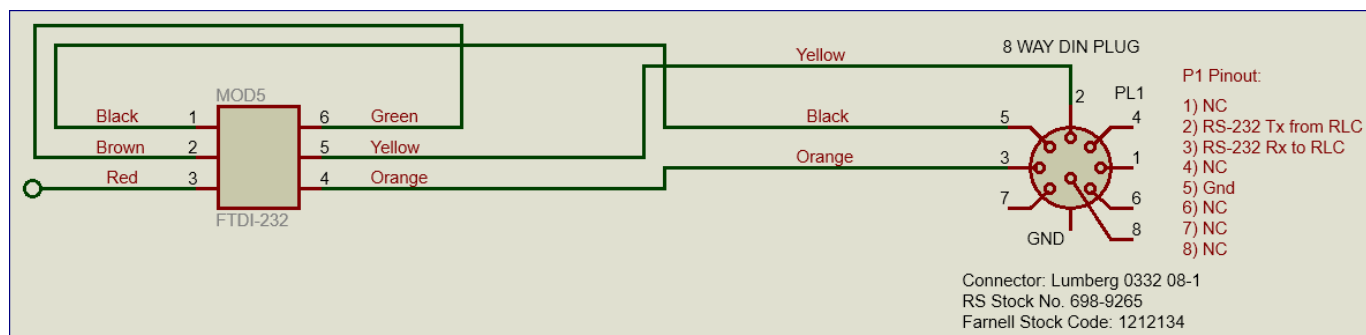 Yellow
8 WAY DIN PLUG
P1 Pinout:
MOD5
2
PL1
1) NC
Black 1 6 Green
Black 5 4
2) RS-232 Tx from RLC
Brown 2 5 Yellow
3) RS-232 Rx to RLC
Orange 3 1
4) NC
Red 3 4 Orange
5) Gnd
FTDI-232
7 6
6) NC
7) NC
GND 8
8) NC
Connector: Lumberg 0332 08-1
RS Stock No. 698-9265
Farnell Stock Code: 1212134